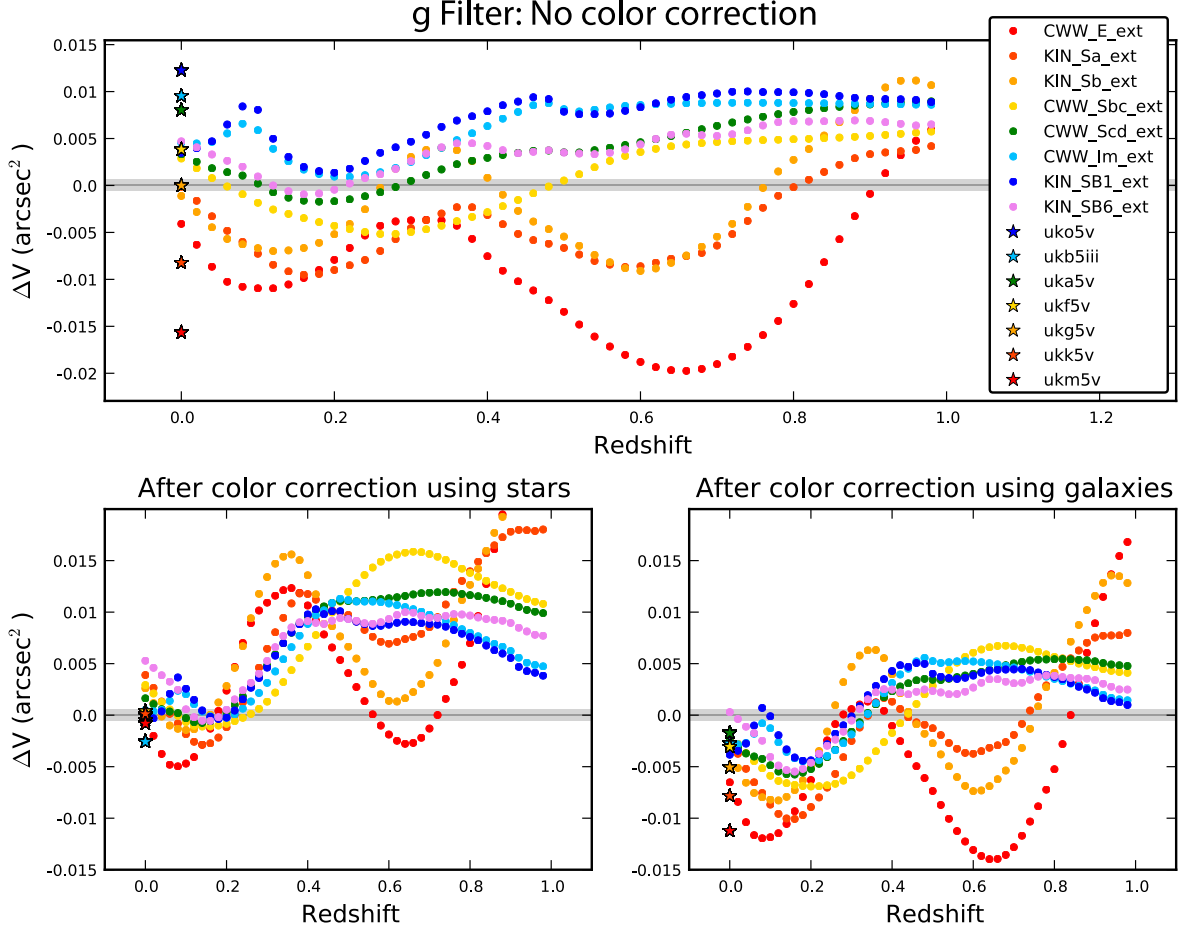 g Filter: No color correction
0.015
0.010
0.005
0.0
-0.005
-0.01
-0.015
-0.02
ΔV (arcsec²)
0.0 0.2 0.4 0.6 0.8 1.0 1.2
Redshift
CWW_E_ext
KIN_Sa_ext
KIN_Sb_ext
CWW_Sbc_ext
CWW_Scd_ext
CWW_Im_ext
KIN_SB1_ext
KIN_SB6_ext
uko5v
ukb5iii
uka5v
ukf5v
ukg5v
ukk5v
ukm5v
After color correction using stars
0.015
0.010
0.005
0.0
-0.005
-0.01
-0.015
ΔV (arcsec²)
0.0 0.2 0.4 0.6 0.8 1.0
Redshift
After color correction using galaxies
0.015
0.010
0.005
0.0
-0.005
-0.01
-0.015
0.0 0.2 0.4 0.6 0.8 1.0
Redshift